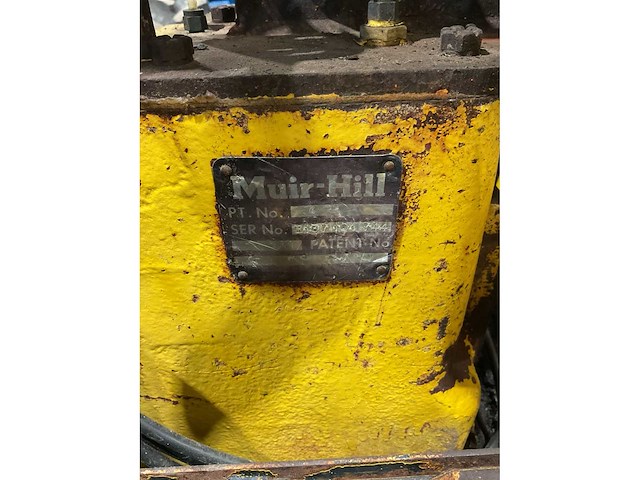 Muir-Hill
PT. No.
SER No.
PATENT No